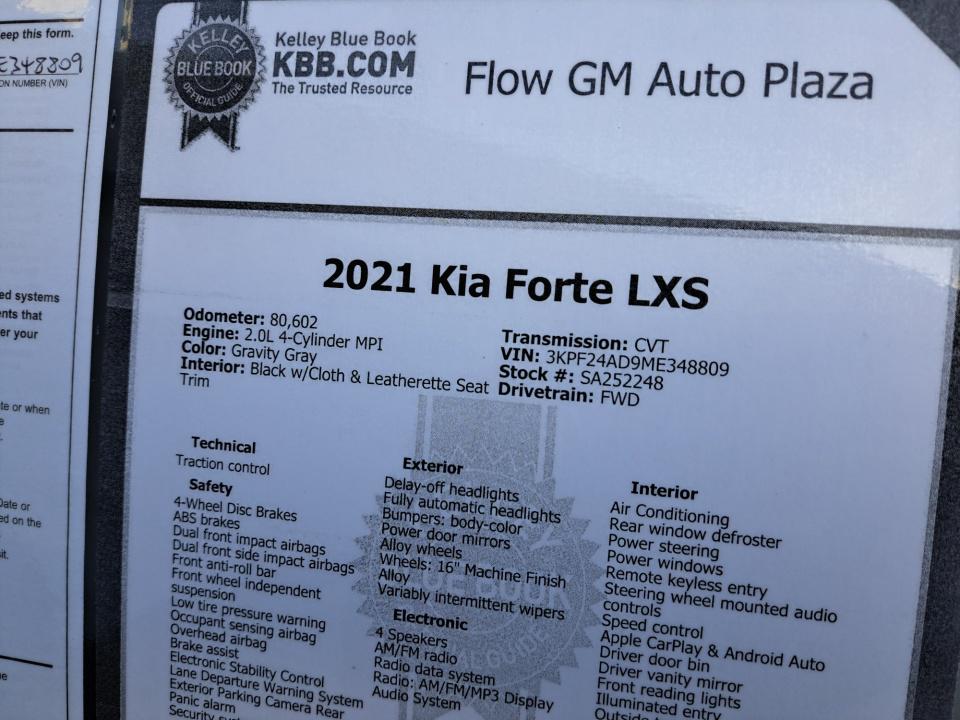 eep this form.
E348809
ON NUMBER (VIN)
ed systems
ents that
er your
te or when
Date or
ed on the
sit.
KELLEY
BLUE BOOK
OFFICIAL GUIDE
Kelley Blue Book
KBB.COM
The Trusted Resource
Flow GM Auto Plaza
2021 Kia Forte LXS
Odometer: 80,602
Engine: 2.0L 4-Cylinder MPI
Color: Gravity Gray
Interior: Black w/Cloth & Leatherette Seat
Trim
Transmission: CVT
VIN: 3KPF24AD9ME348809
Stock #: SA252248
Drivetrain: FWD
Technical
Traction control
Safety
4-Wheel Disc Brakes
ABS brakes
Dual front impact airbags
Dual front side impact airbags
Front anti-roll bar
Front wheel independent
suspension
Low tire pressure warning
Occupant sensing airbag
Overhead airbag
Brake assist
Electronic Stability Control
Lane Departure Warning System
Exterior Parking Camera Rear
Panic alarm
Security
Exterior
Delay-off headlights
Fully automatic headlights
Bumpers: body-color
Power door mirrors
Alloy wheels
Wheels: 16" Machine Finish
Alloy
Variably intermittent wipers
Electronic
4 Speakers
AM/FM radio
Radio data system
Radio: AM/FM/MP3 Display
Audio System
Interior
Air Conditioning
Rear window defroster
Power steering
Power windows
Remote keyless entry
Steering wheel mounted audio
controls
Speed control
Apple CarPlay & Android Auto
Driver door bin
Driver vanity mirror
Front reading lights
Illuminated entry
Outside